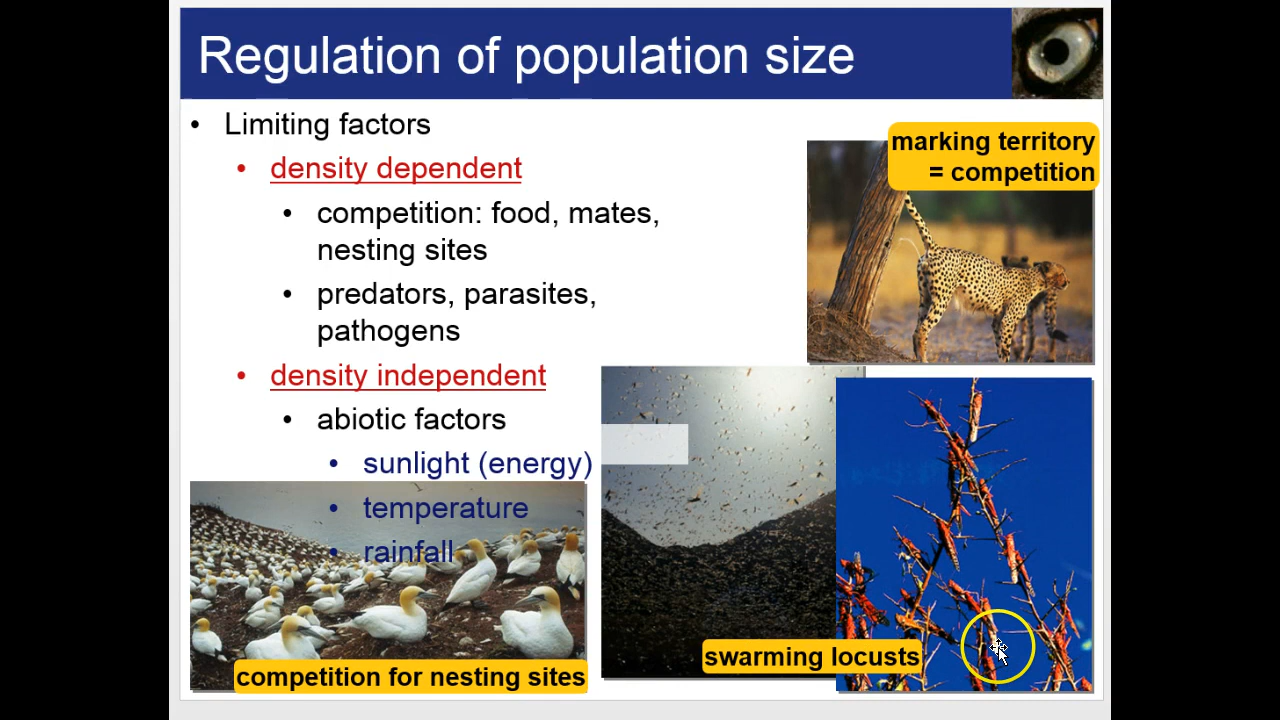 Regulation of population size
• Limiting factors
• density dependent
• competition: food, mates,
nesting sites
• predators, parasites,
pathogens
• density independent
• abiotic factors
• sunlight (energy)
• temperature
• rainfall
marking territory
= competition
swarming locusts
competition for nesting sites